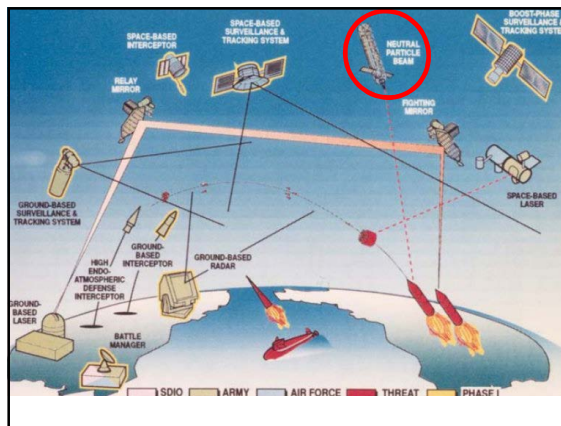 SPACE-BASED
SURVEILLANCE &
TRACKING SYSTEM
BOOST-PHASE
SURVEILLANCE &
TRACKING SYSTEM
SPACE-BASED
INTERCEPTOR
NEUTRAL
PARTICLE
BEAM
RELAY
MIRROR
FIGHTING
MIRROR
SPACE-BASED
LASER
GROUND-BASED
SURVEILLANCE &
TRACKING SYSTEM
GROUND-BASED
INTERCEPTOR
GROUND-BASED
RADAR
HIGH /
ENDO-
ATMOSPHERIC
DEFENSE
INTERCEPTOR
GROUND-
BASED
LASER
BATTLE
MANAGER
SDIO
ARMY
AIR FORCE
THREAT
PHASE I